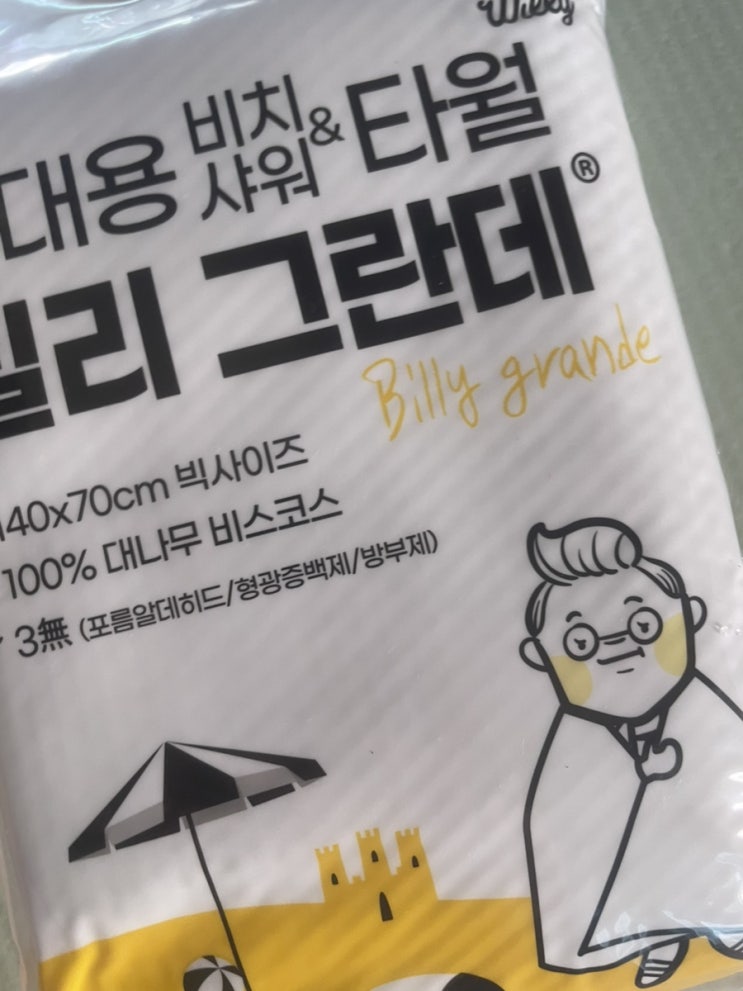 대용 비치&샤워 타월
빌리 그란데®
Billy grande
140x70cm 빅사이즈
100% 대나무 비스코스
3無 (포름알데히드/형광증백제/방부제)